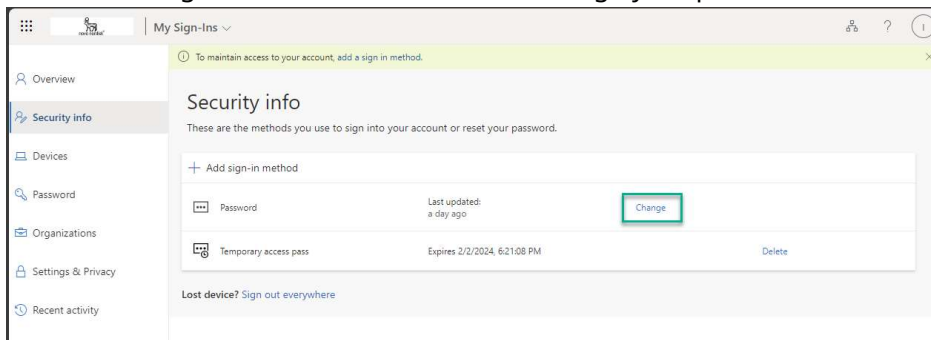 My Sign-Ins
?
To maintain access to your account, add a sign in method.
Overview
Security info
Devices
Password
Organizations
Settings & Privacy
Recent activity
Security info
These are the methods you use to sign into your account or reset your password.
+ Add sign-in method
Password
Last updated:
a day ago
Change
Temporary access pass
Expires 2/2/2024, 6:21:08 PM
Delete
Lost device? Sign out everywhere